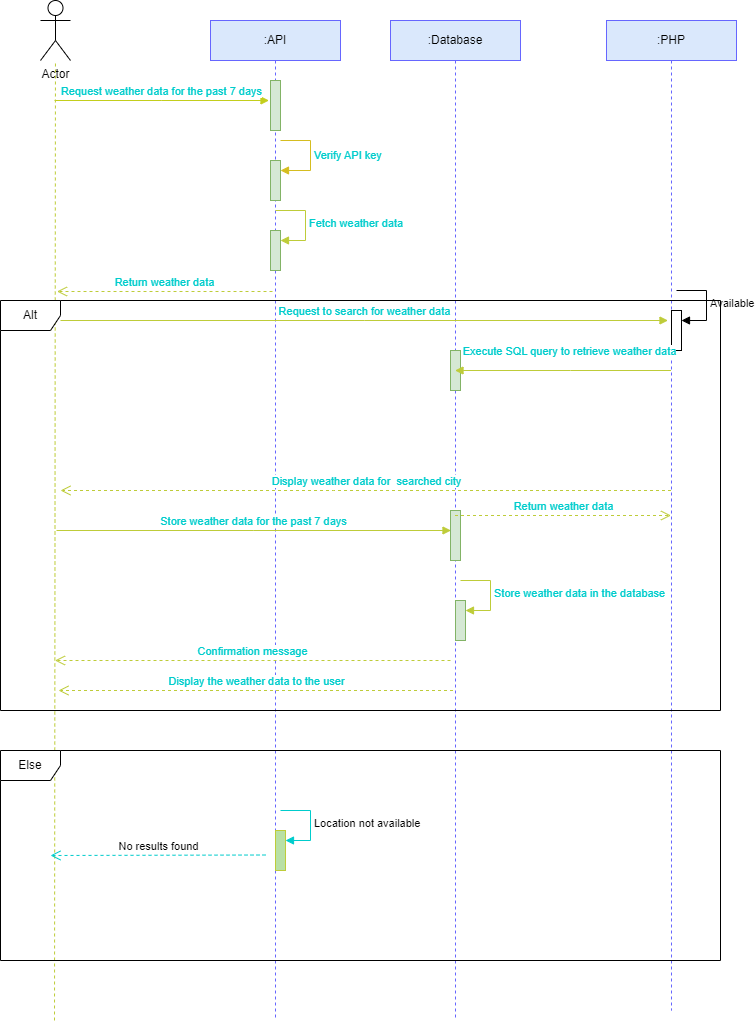 :API
:Database
:PHP
Actor
Request weather data for the past 7 days
Verify API key
Fetch weather data
Return weather data
Available
Alt
Request to search for weather data
Execute SQL query to retrieve weather data
Display weather data for searched city
Return weather data
Store weather data for the past 7 days
Store weather data in the database
Confirmation message
Display the weather data to the user
Else
Location not available
No results found